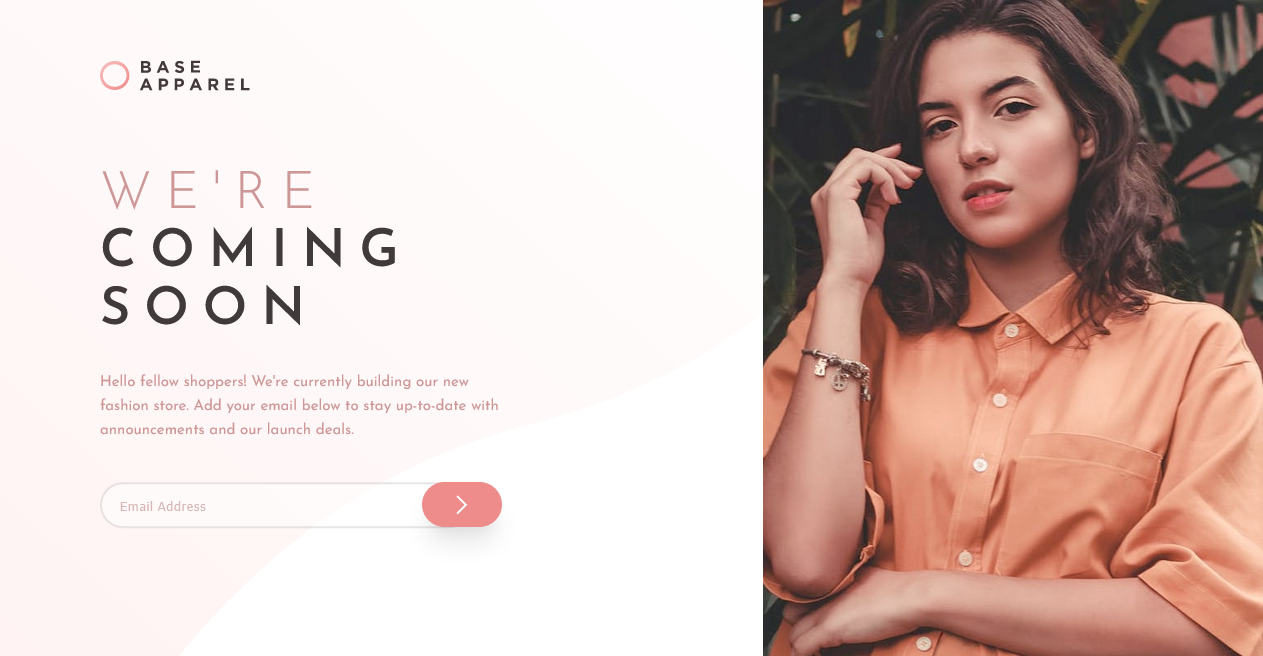 BASE
APPAREL
WE'RE
COMING
SOON
Hello fellow shoppers! We're currently building our new
fashion store. Add your email below to stay up-to-date with
announcements and our launch deals.
Email Address